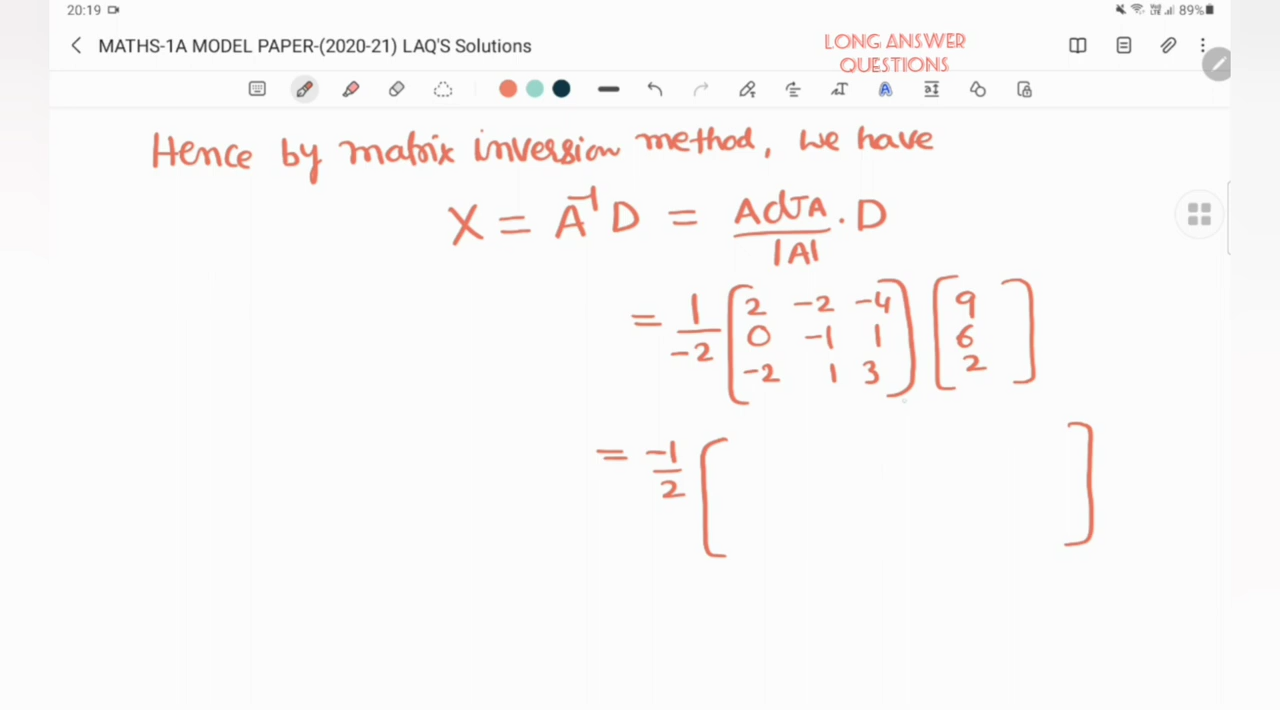 20:19 89%
MATHS-1A MODEL PAPER-(2020-21) LAQ'S Solutions
LONG ANSWER
QUESTIONS
Hence by matrix inversion method, we have
X = A⁻¹ D = AdJA / |A| . D
= 1/-2 [2 -2 -4
0 -1 1
-2 1 3] [9
6
2]
= -1/2 [ ]